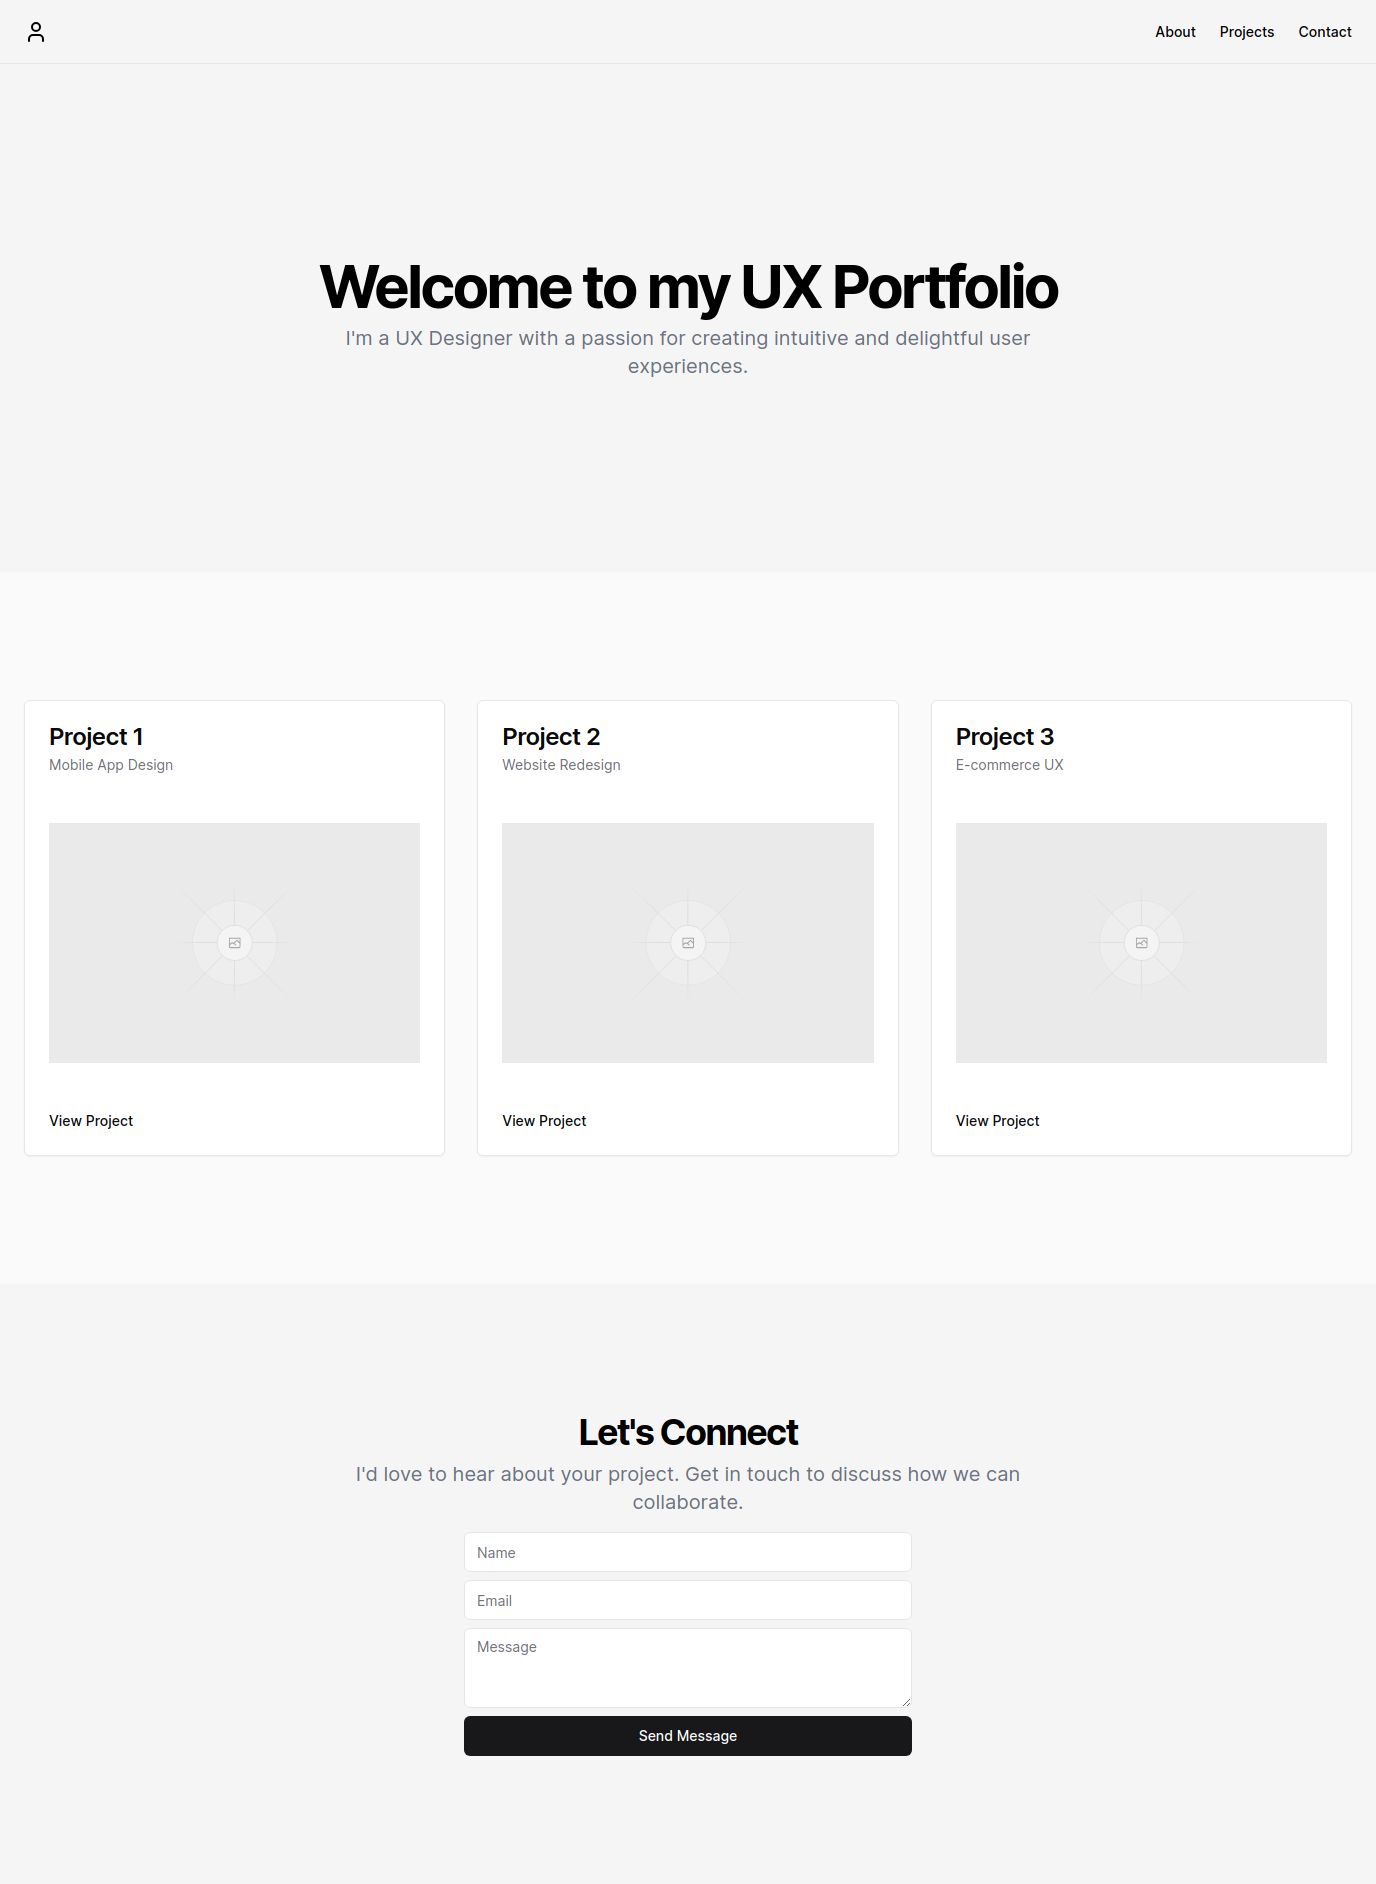 About Projects Contact
Welcome to my UX Portfolio
I'm a UX Designer with a passion for creating intuitive and delightful user
experiences.
Project 1
Mobile App Design
View Project
Project 2
Website Redesign
View Project
Project 3
E-commerce UX
View Project
Let's Connect
I'd love to hear about your project. Get in touch to discuss how we can
collaborate.
Name
Email
Message
Send Message